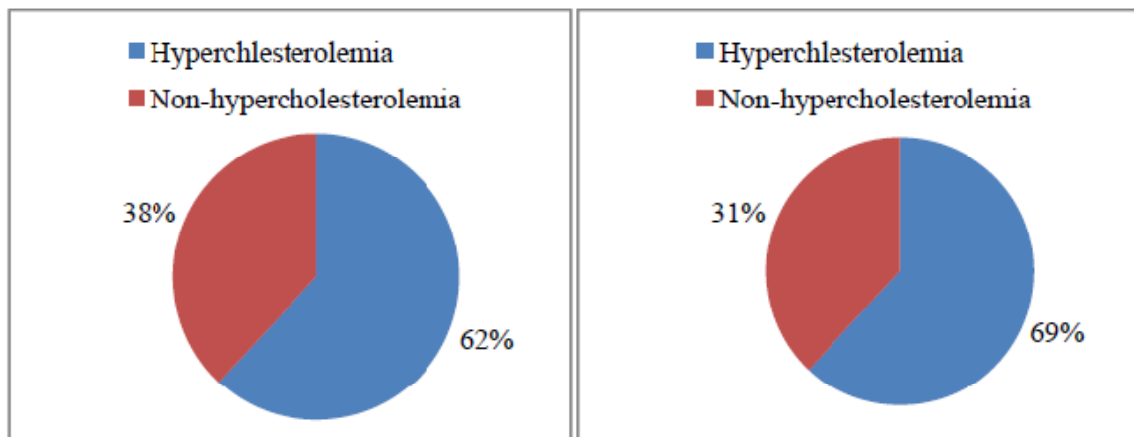 Hyperchlesterolemia
Non-hypercholesterolemia
38%
62%
Hyperchlesterolemia
Non-hypercholesterolemia
31%
69%